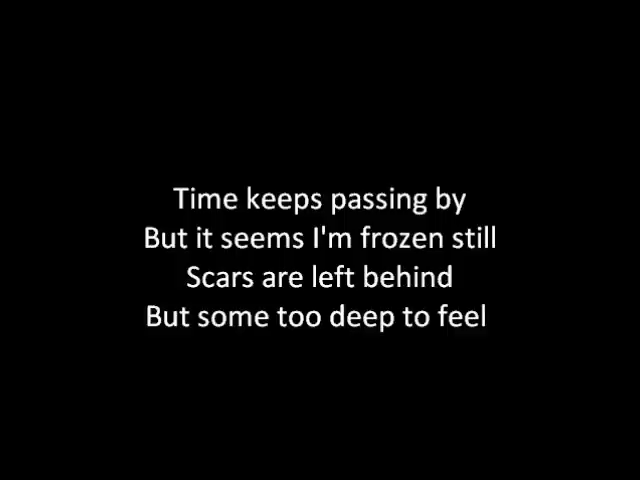 Time keeps passing by
But it seems I'm frozen still
Scars are left behind
But some too deep to feel